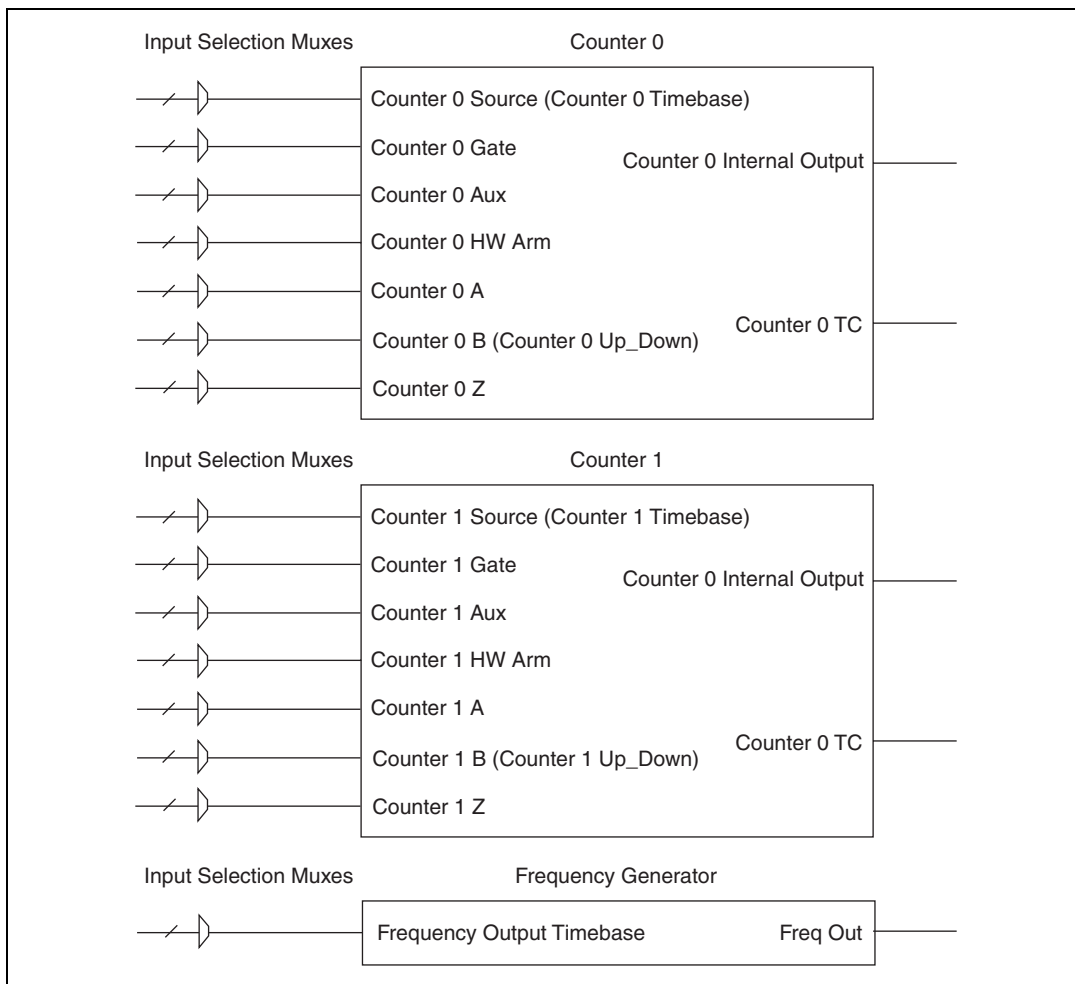 Input Selection Muxes
Counter 0
Counter 0 Source (Counter 0 Timebase)
Counter 0 Gate
Counter 0 Internal Output
Counter 0 Aux
Counter 0 HW Arm
Counter 0 A
Counter 0 TC
Counter 0 B (Counter 0 Up_Down)
Counter 0 Z
Input Selection Muxes
Counter 1
Counter 1 Source (Counter 1 Timebase)
Counter 1 Gate
Counter 0 Internal Output
Counter 1 Aux
Counter 1 HW Arm
Counter 1 A
Counter 0 TC
Counter 1 B (Counter 1 Up_Down)
Counter 1 Z
Input Selection Muxes
Frequency Generator
Frequency Output Timebase
Freq Out